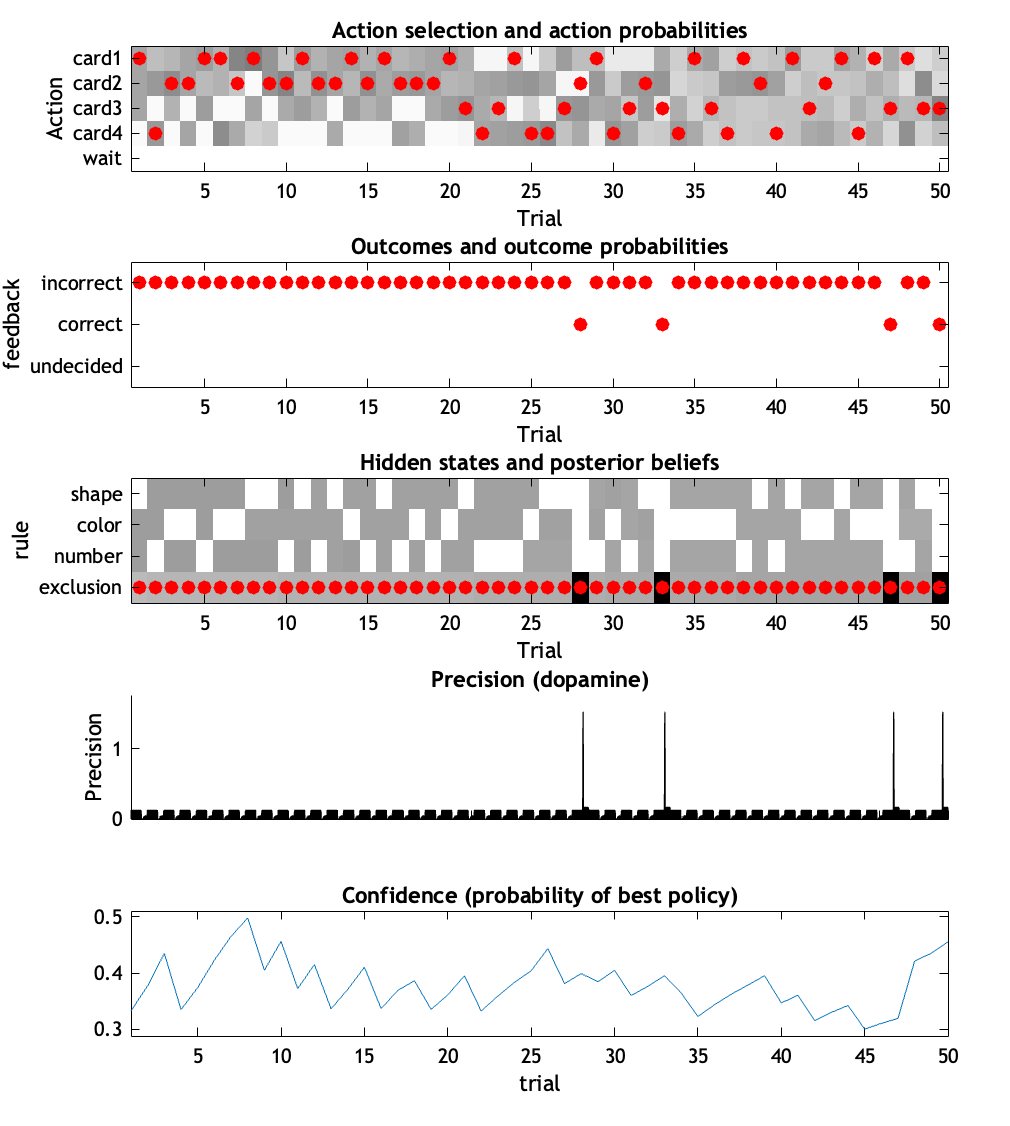 Action selection and action probabilities
Action
card1
card2
card3
card4
wait
5 10 15 20 25 30 35 40 45 50
Trial
Outcomes and outcome probabilities
feedback
incorrect
correct
undecided
5 10 15 20 25 30 35 40 45 50
Trial
Hidden states and posterior beliefs
rule
shape
color
number
exclusion
5 10 15 20 25 30 35 40 45 50
Trial
Precision (dopamine)
Precision
1
0
Confidence (probability of best policy)
0.5
0.4
0.3
5 10 15 20 25 30 35 40 45 50
trial